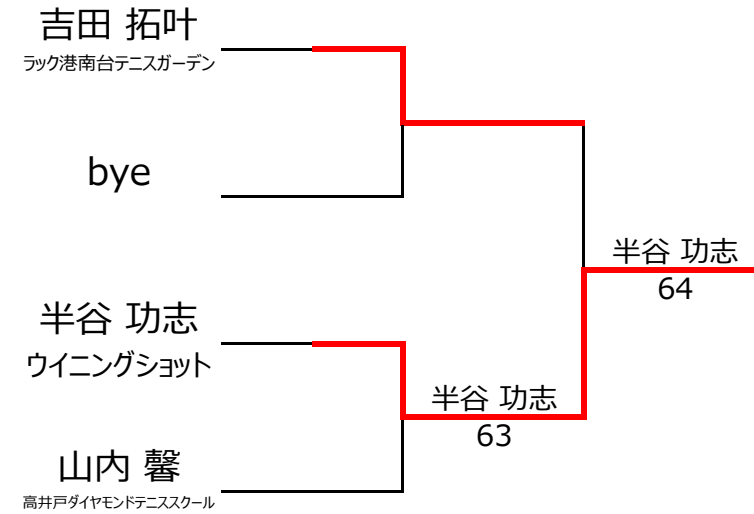 吉田 拓叶
ラック港南台テニスガーデン
bye
半谷 功志
64
半谷 功志
ウイニングショット
半谷 功志
63
山内 馨
高井戸ダイヤモンドテニススクール